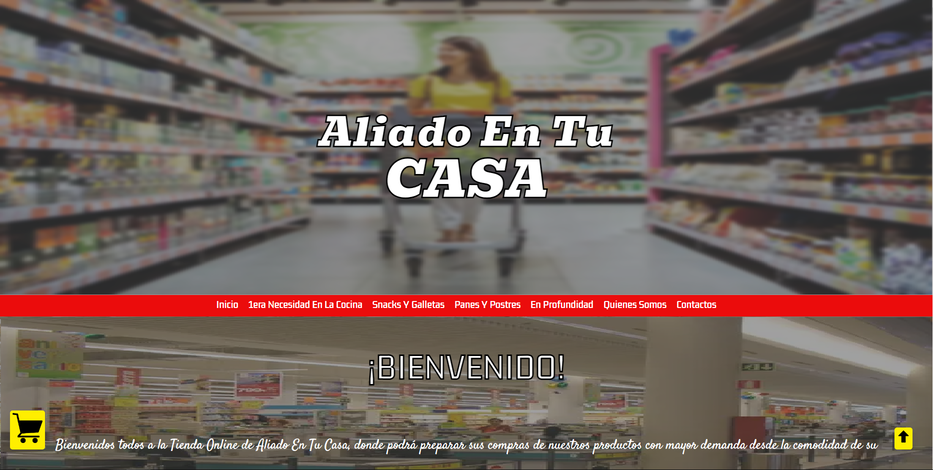 Aliado En Tu
CASA
Inicio 1era Necesidad En La Cocina Snacks Y Galletas Panes Y Postres En Profundidad Quienes Somos Contactos
¡BIENVENIDO!
Bienvenidos todos a la Tienda Online de Aliado En Tu Casa, donde podrá preparar sus compras de nuestros productos con mayor demanda desde la comodidad de su